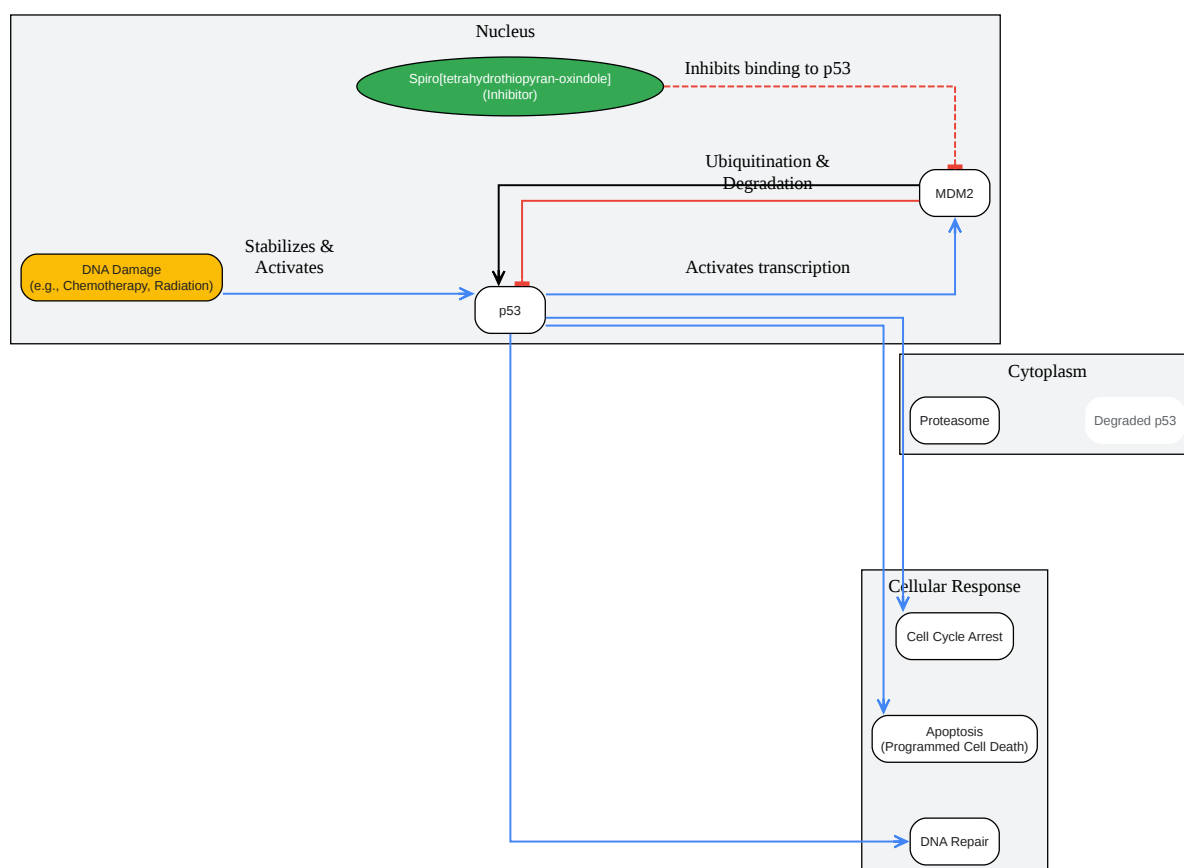 Nucleus
Spiro[tetrahydrothiopyran-oxindole]
(Inhibitor)
Inhibits binding to p53
Ubiquitination &
Degradation
MDM2
Stabilizes &
Activates
DNA Damage
(e.g., Chemotherapy, Radiation)
Activates transcription
p53
Cytoplasm
Proteasome
Degraded p53
Cellular Response
Cell Cycle Arrest
Apoptosis
(Programmed Cell Death)
DNA Repair